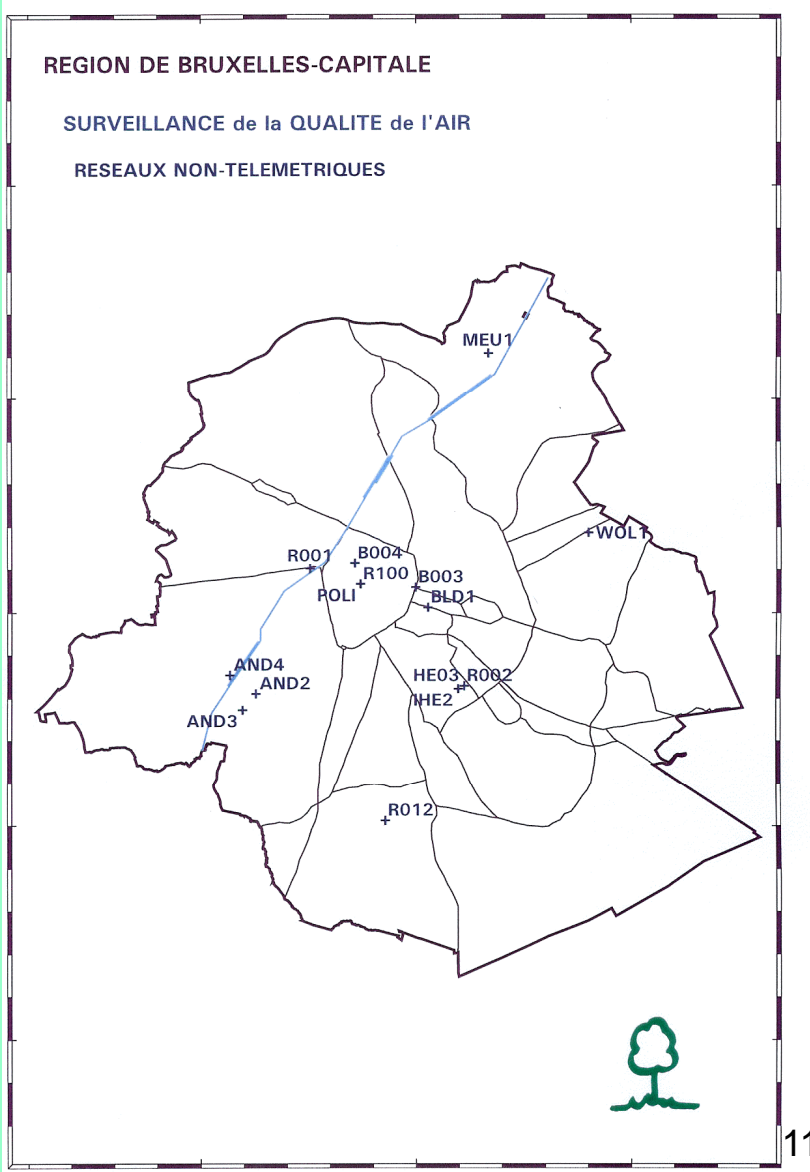 REGION DE BRUXELLES-CAPITALE
SURVEILLANCE de la QUALITE de l'AIR
RESEAUX NON-TELEMETRIQUES
MEU1
WOL1
R001
B004
R100
POLI
B003
BLD1
AND4
AND2
AND3
HE03
R002
IHE2
R012
11